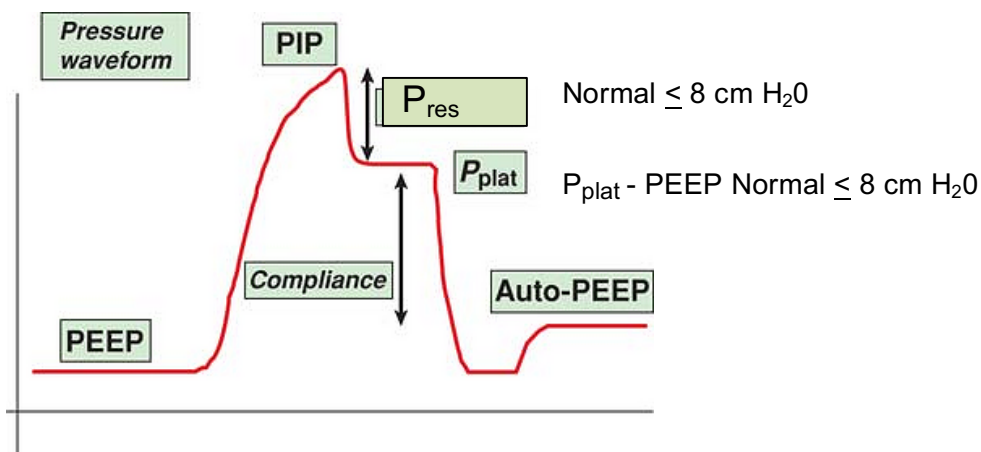 Pressure
waveform
PIP
Pres
Normal ≤ 8 cm H20
Pplat
Pplat - PEEP Normal ≤ 8 cm H20
Compliance
Auto-PEEP
PEEP